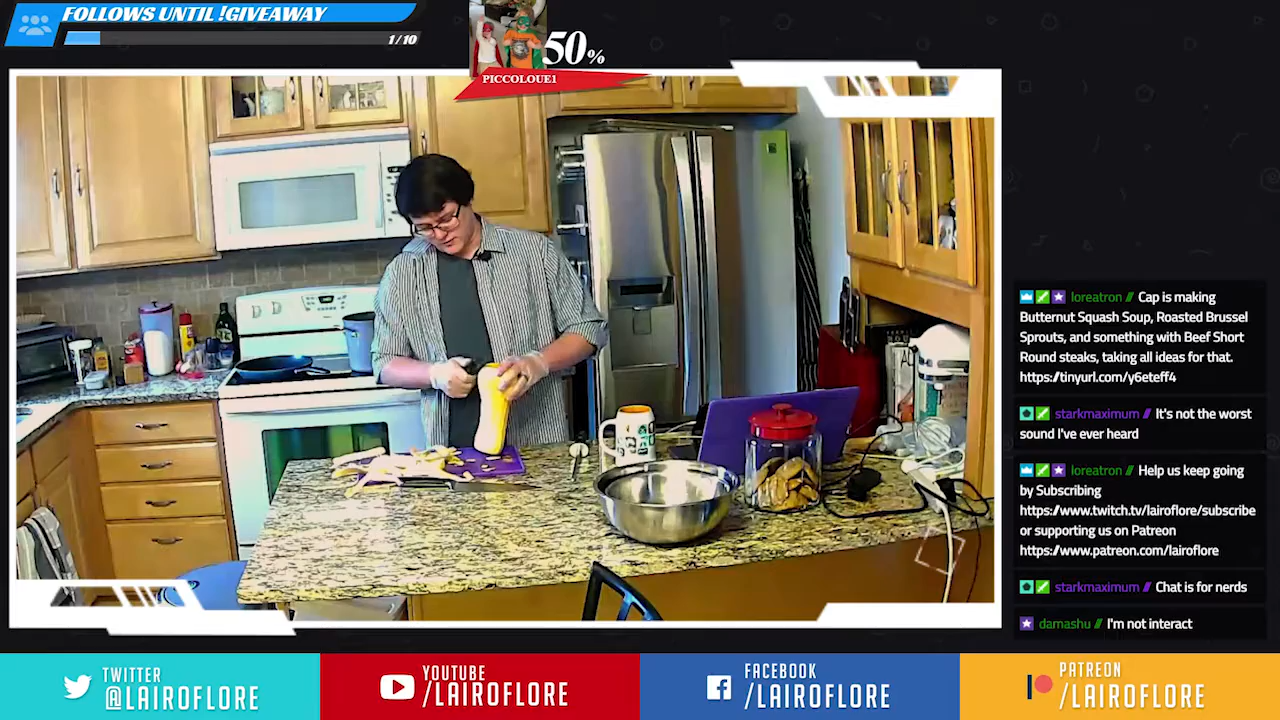 FOLLOWS UNTIL !GIVEAWAY
1/10
50%
PICCOLOUE1
loreatron // Cap is making
Butternut Squash Soup, Roasted Brussel
Sprouts, and something with Beef Short
Round steaks, taking all ideas for that.
https://tinyurl.com/y6eteff4
starkmaximum // It's not the worst
sound I've ever heard
loreatron // Help us keep going
by Subscribing
https://www.twitch.tv/lairoflore/subscribe
or supporting us on Patreon
https://www.patreon.com/lairoflore
starkmaximum // Chat is for nerds
damashu // I'm not interact
TWITTER
@LAIROFLORE
YOUTUBE
/LAIROFLORE
FACEBOOK
/LAIROFLORE
PATREON
/LAIROFLORE